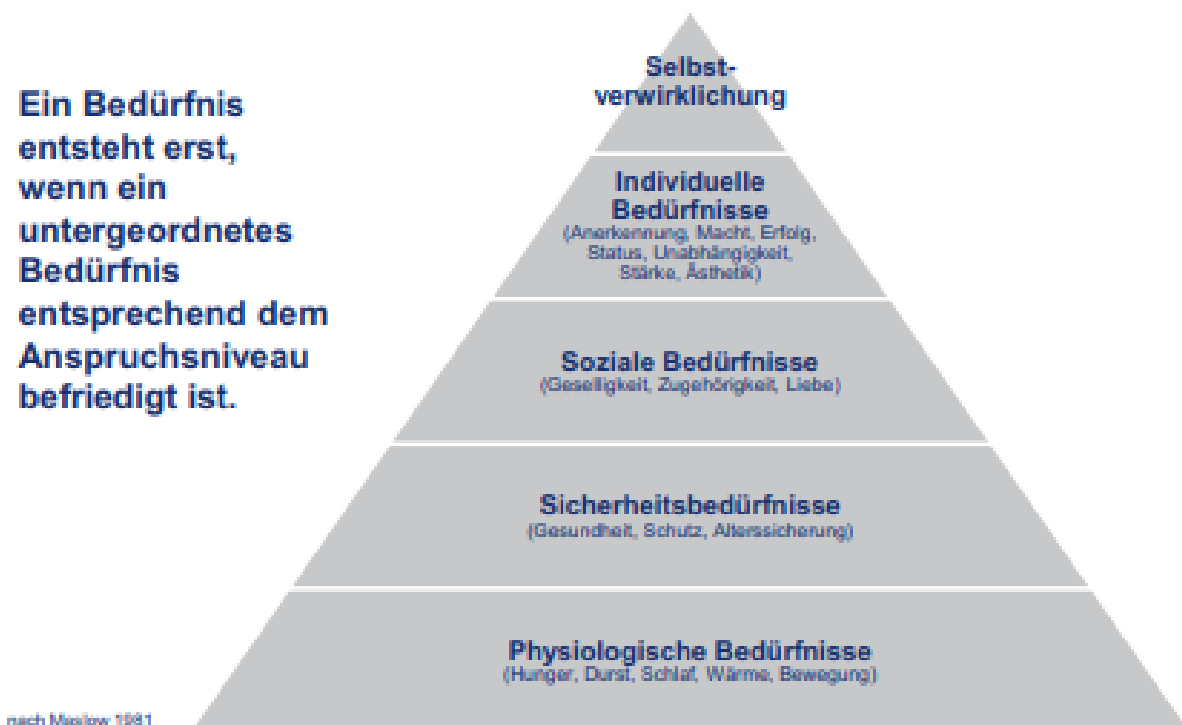 Ein Bedürfnis
entsteht erst,
wenn ein
untergeordnetes
Bedürfnis
entsprechend dem
Anspruchsniveau
befriedigt ist.
Selbst-
verwirklichung
Individuelle
Bedürfnisse
(Anerkennung, Macht, Erfolg,
Status, Unabhängigkeit,
Stärke, Ästhetik)
Soziale Bedürfnisse
(Geselligkeit, Zugehörigkeit, Liebe)
Sicherheitsbedürfnisse
(Gesundheit, Schutz, Alterssicherung)
Physiologische Bedürfnisse
(Hunger, Durst, Schlaf, Wärme, Bewegung)
nach Maslow 1981